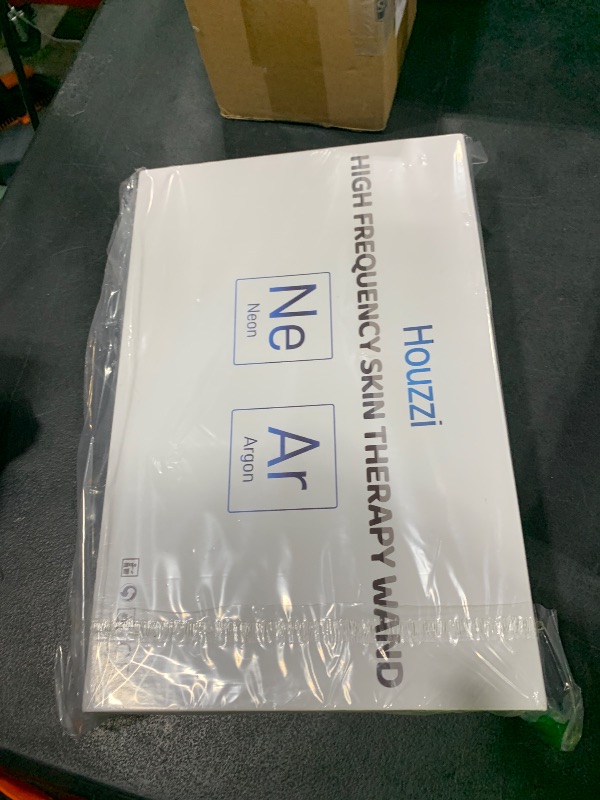 Houzzi
HIGH FREQUENCY SKIN THERAPY WAND
Ne
Neon
Ar
Argon